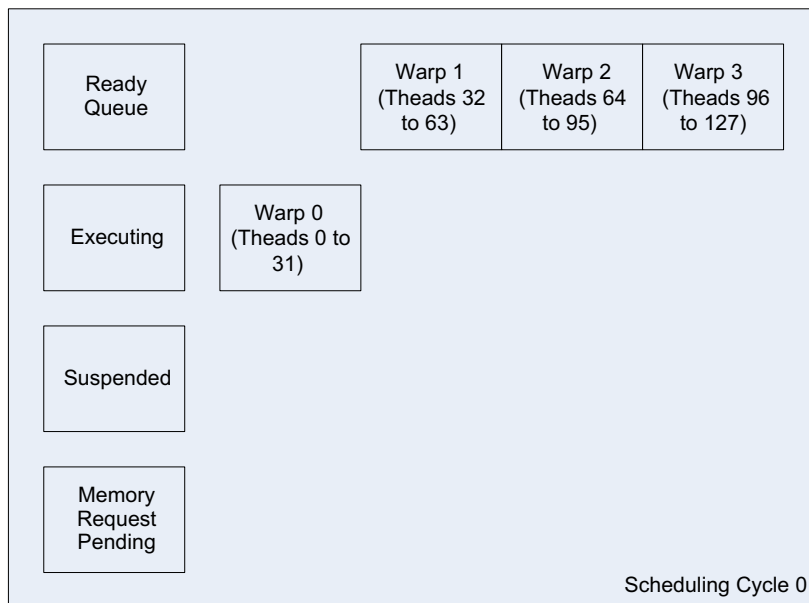 Ready
Queue
Warp 1
(Theads 32
to 63)
Warp 2
(Theads 64
to 95)
Warp 3
(Theads 96
to 127)
Executing
Warp 0
(Theads 0 to
31)
Suspended
Memory
Request
Pending
Scheduling Cycle 0